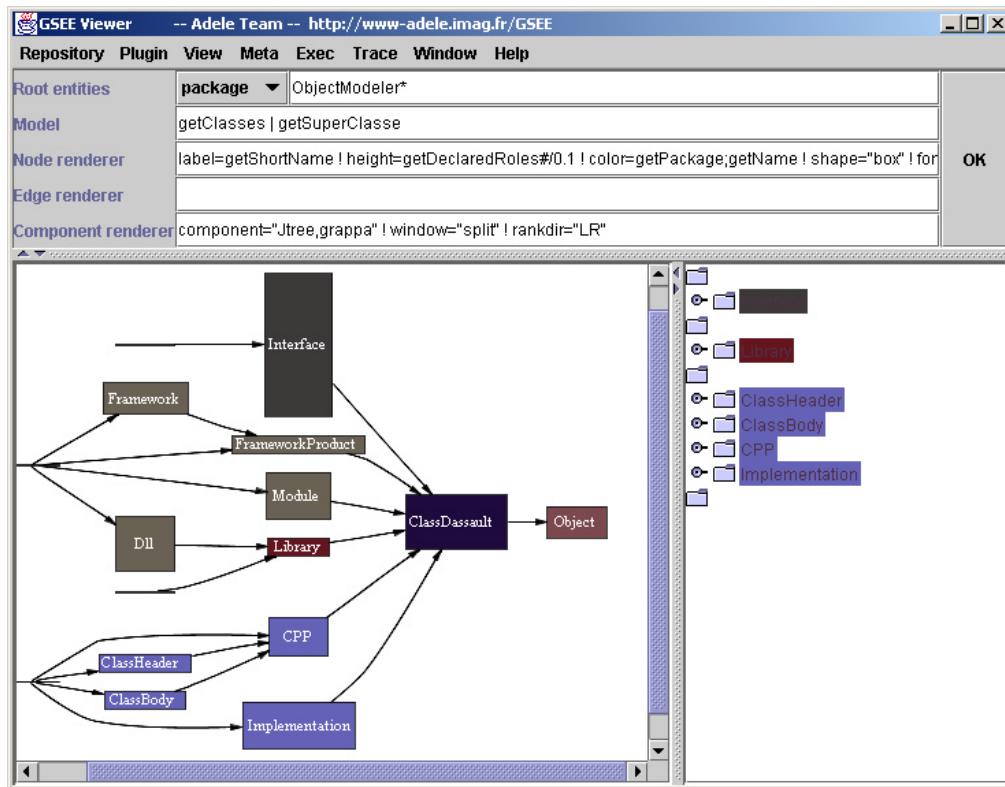 GSEE Viewer -- Adele Team -- http://www-adele.imag.fr/GSEE
Repository Plugin View Meta Exec Trace Window Help
Root entities package ObjectModeler*
Model getClasses | getSuperClasse
Node renderer label=getShortName ! height=getDeclaredRoles#/0.1 ! color=getPackage;getName ! shape="box" ! for
OK
Edge renderer
Component renderer component="Jtree,grappa" ! window="split" ! rankdir="LR"
Interface
Framework
FrameworkProduct
Module
ClassDassault
Object
Dll
Library
CPP
ClassHeader
ClassBody
Implementation
Library
ClassHeader
ClassBody
CPP
Implementation